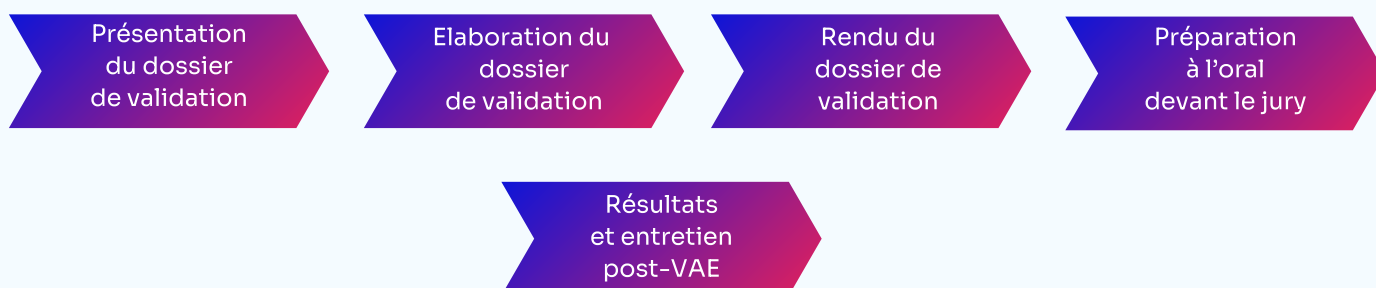 Présentation
du dossier
de validation
Elaboration du
dossier
de validation
Rendu du
dossier de
validation
Préparation
à l’oral
devant le jury
Résultats
et entretien
post-VAE